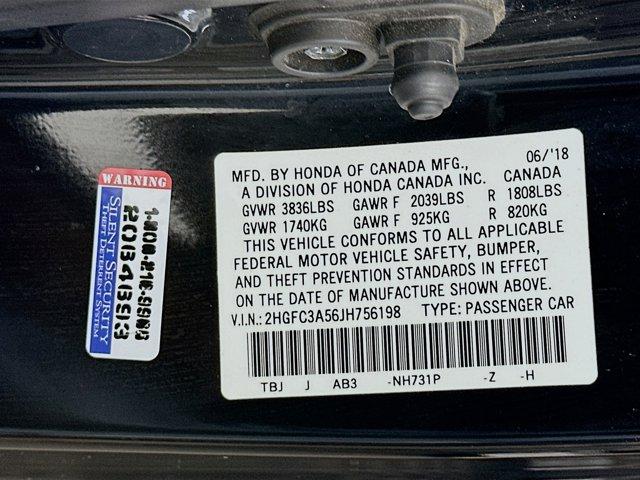 WARNING
SILENT SECURITY
THEFT DETERRENT SYSTEM
MFD. BY HONDA OF CANADA MFG., 06/'18
A DIVISION OF HONDA CANADA INC. CANADA
GVWR 3836LBS GAWR F 2039LBS R 1808LBS
GVWR 1740KG GAWR F 925KG R 820KG
THIS VEHICLE CONFORMS TO ALL APPLICABLE
FEDERAL MOTOR VEHICLE SAFETY, BUMPER,
AND THEFT PREVENTION STANDARDS IN EFFECT
ON THE DATE OF MANUFACTURE SHOWN ABOVE.
V.I.N.: 2HGFC3A56JH756198 TYPE: PASSENGER CAR
TBJ J AB3 -NH731P -Z -H